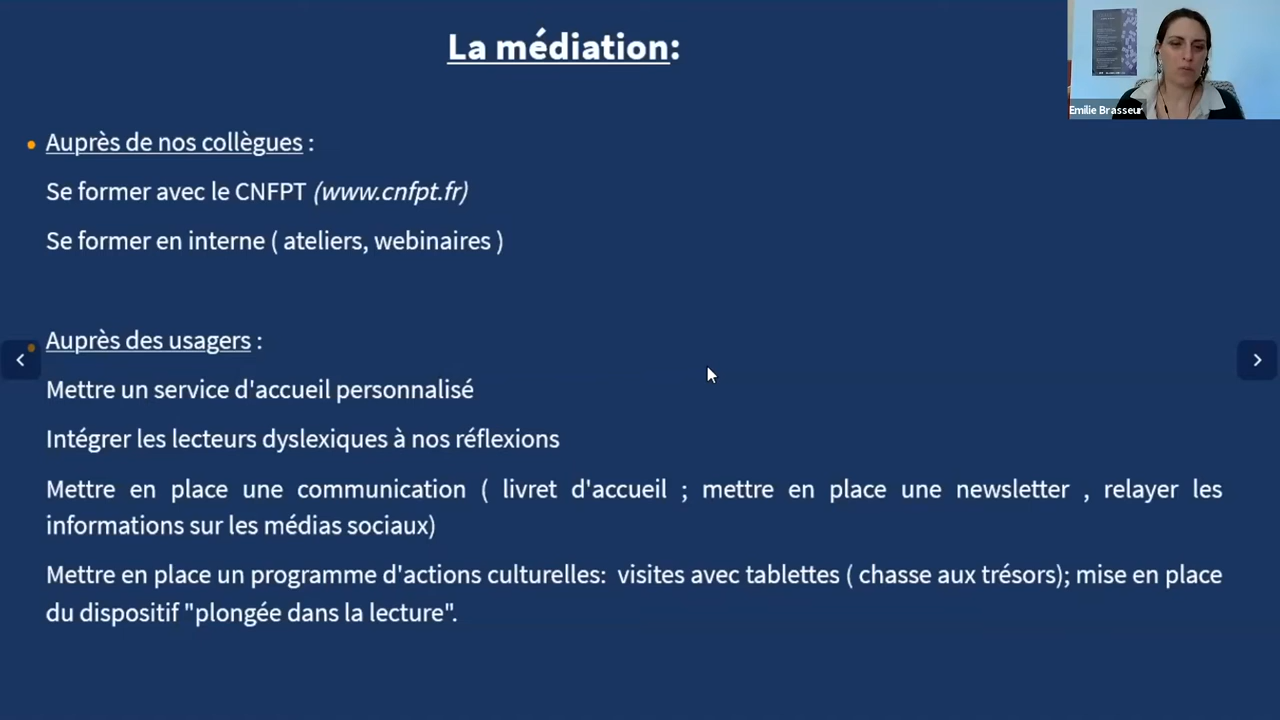 La médiation:
Emilie Brasseur
Auprès de nos collègues :
Se former avec le CNFPT (www.cnfpt.fr)
Se former en interne ( ateliers, webinaires )
Auprès des usagers :
Mettre un service d'accueil personnalisé
Intégrer les lecteurs dyslexiques à nos réflexions
Mettre en place une communication ( livret d'accueil ; mettre en place une newsletter , relayer les
informations sur les médias sociaux)
Mettre en place un programme d'actions culturelles: visites avec tablettes ( chasse aux trésors); mise en place
du dispositif "plongée dans la lecture".